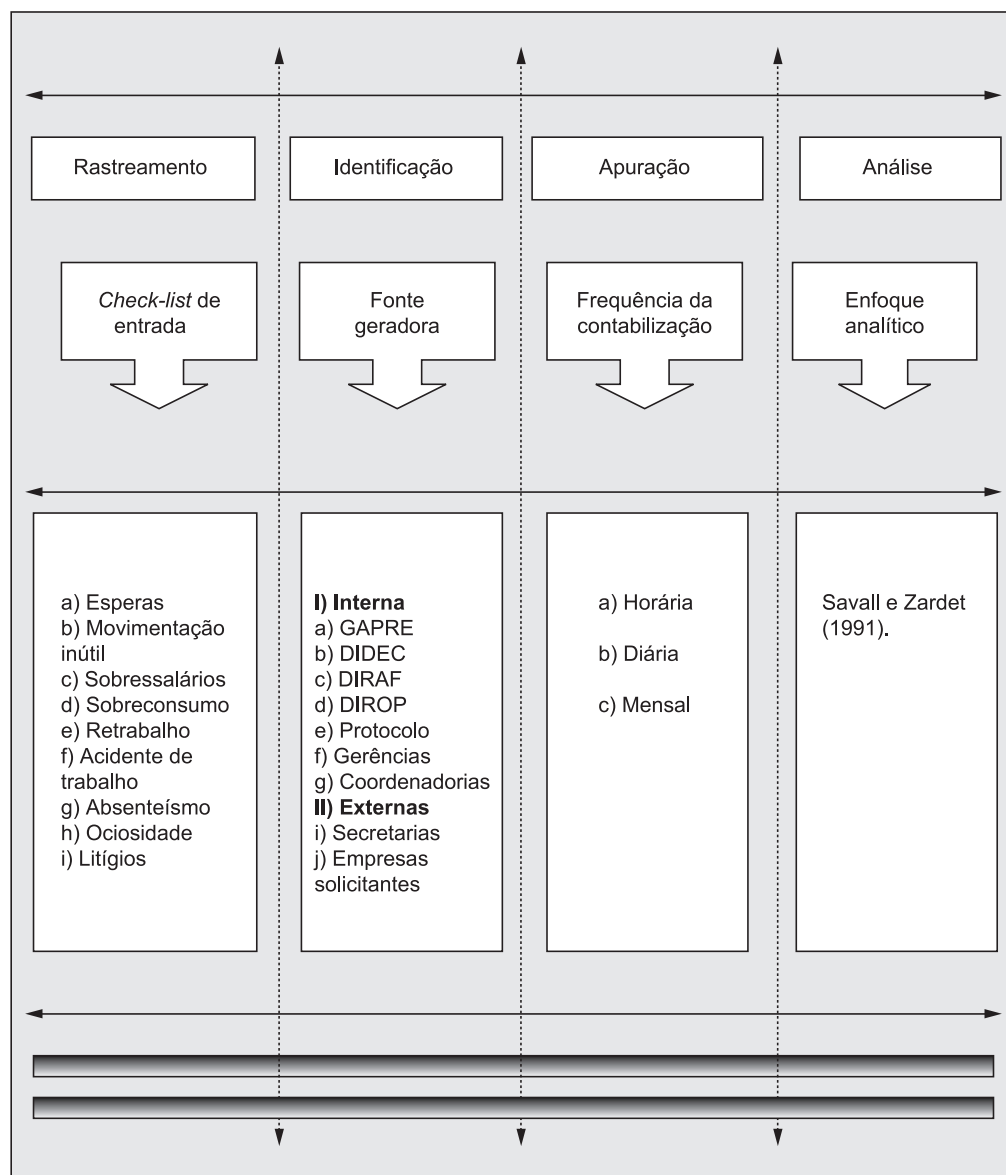 Rastreamento
Identificação
Apuração
Análise
Check-list de
entrada
Fonte
geradora
Frequência da
contabilização
Enfoque
analítico
a) Esperas
b) Movimentação
inútil
c) Sobressalários
d) Sobreconsumo
e) Retrabalho
f) Acidente de
trabalho
g) Absenteísmo
h) Ociosidade
i) Litígios
I) Interna
a) GAPRE
b) DIDEC
c) DIRAF
d) DIROP
e) Protocolo
f) Gerências
g) Coordenadorias
II) Externas
i) Secretarias
j) Empresas
solicitantes
a) Horária
b) Diária
c) Mensal
Savall e Zardet
(1991).